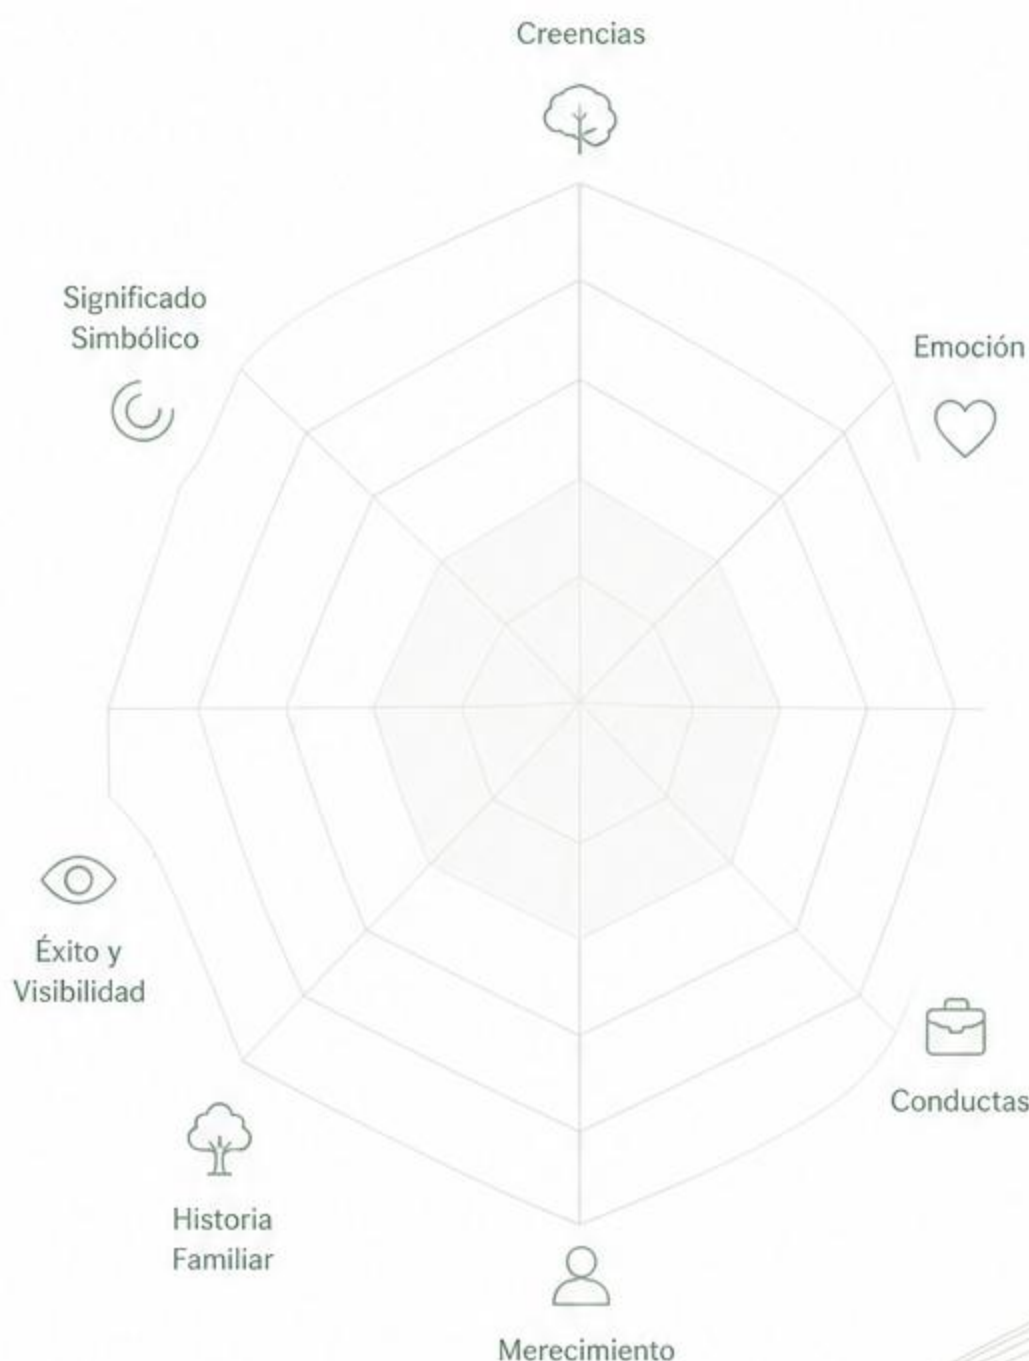 Creencias
Significado
Simbólico
Emoción
Éxito y
Visibilidad
Conductas
Historia
Familiar
Merecimiento